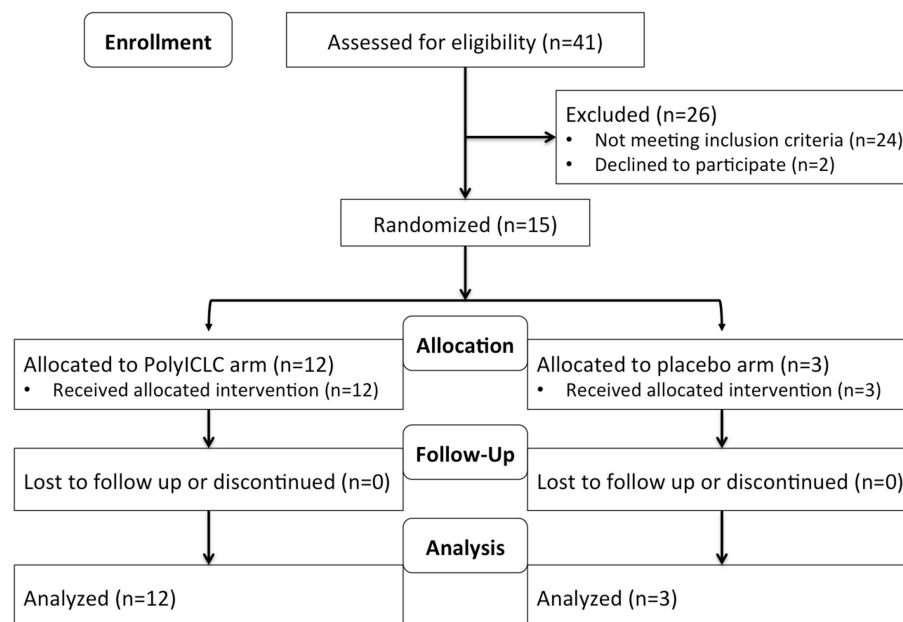 Enrollment
Assessed for eligibility (n=41)
Excluded (n=26)
• Not meeting inclusion criteria (n=24)
• Declined to participate (n=2)
Randomized (n=15)
Allocation
Allocated to PolyICLC arm (n=12)
• Received allocated intervention (n=12)
Allocated to placebo arm (n=3)
• Received allocated intervention (n=3)
Follow-Up
Lost to follow up or discontinued (n=0)
Lost to follow up or discontinued (n=0)
Analysis
Analyzed (n=12)
Analyzed (n=3)